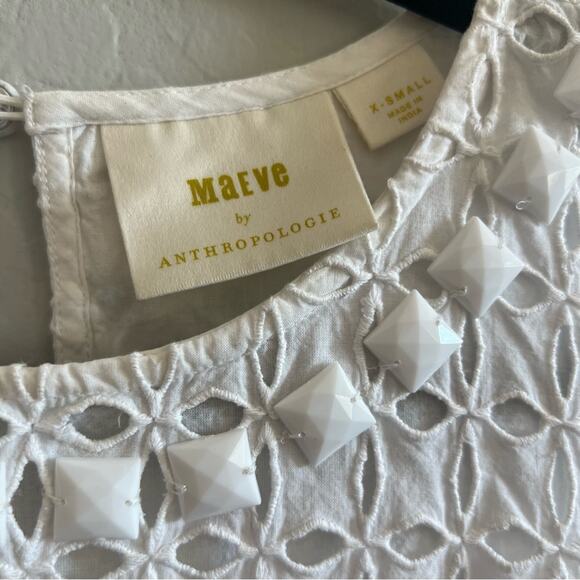 MaEVe
by
ANTHROPOLOGIE
X-SMALL
MADE IN
INDIA